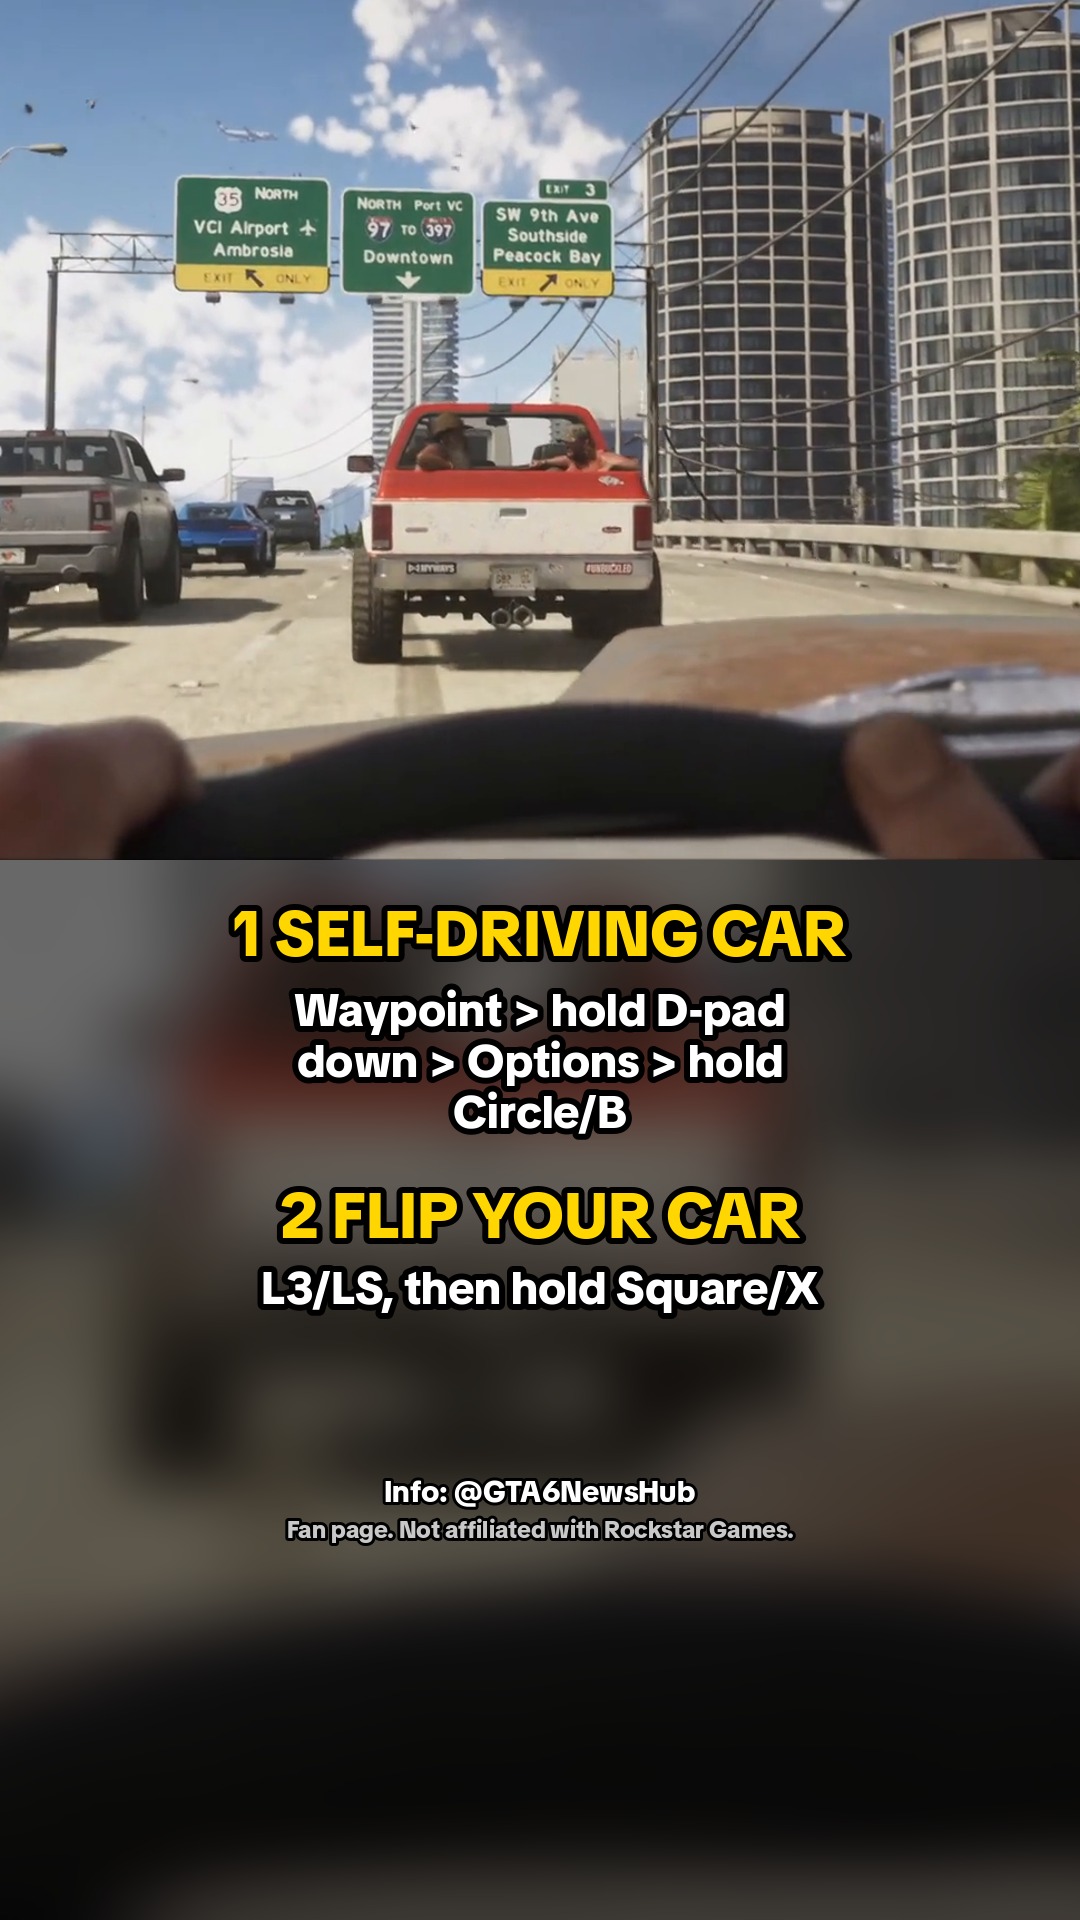 35 NORTH
VCI Airport
Ambrosia
EXIT ONLY
NORTH Port VC
97 TO 397
Downtown
EXIT 3
SW 9th Ave
Southside
Peacock Bay
EXIT ONLY
#UNBUCKLED
1 SELF-DRIVING CAR
Waypoint > hold D-pad
down > Options > hold
Circle/B
2 FLIP YOUR CAR
L3/LS, then hold Square/X
Info: @GTA6NewsHub
Fan page. Not affiliated with Rockstar Games.